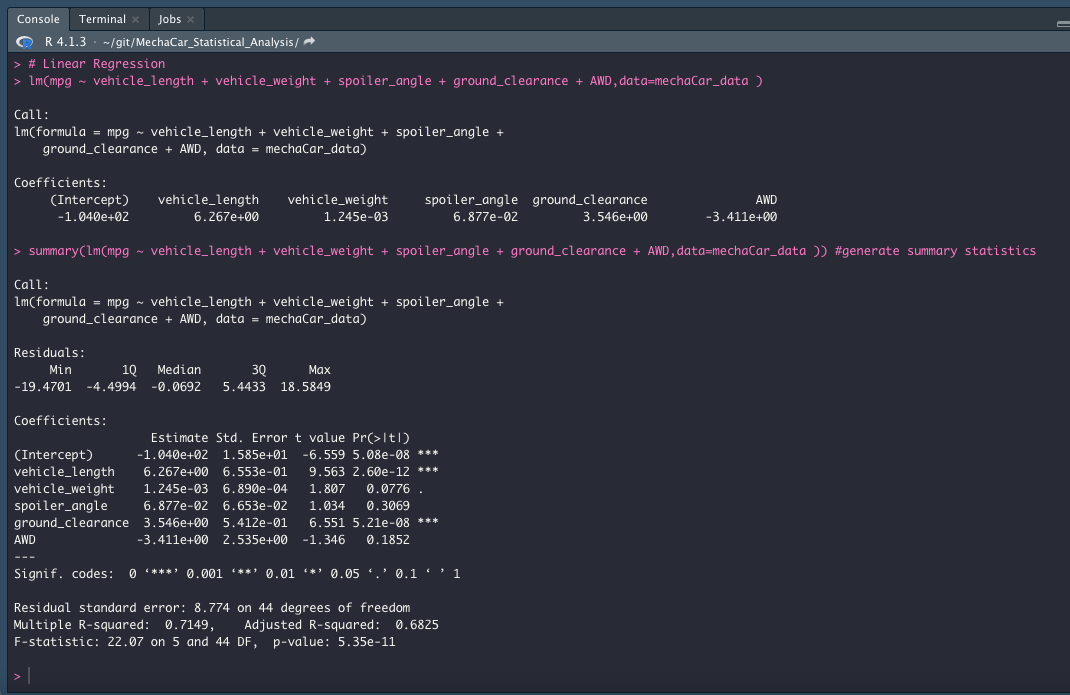 Console Terminal × Jobs ×
R 4.1.3 · ~/git/MechaCar_Statistical_Analysis/
> # Linear Regression
> lm(mpg ~ vehicle_length + vehicle_weight + spoiler_angle + ground_clearance + AWD,data=mechaCar_data )
Call:
lm(formula = mpg ~ vehicle_length + vehicle_weight + spoiler_angle +
    ground_clearance + AWD, data = mechaCar_data)
Coefficients:
     (Intercept)    vehicle_length    vehicle_weight     spoiler_angle  ground_clearance               AWD
      -1.040e+02         6.267e+00         1.245e-03         6.877e-02         3.546e+00        -3.411e+00
> summary(lm(mpg ~ vehicle_length + vehicle_weight + spoiler_angle + ground_clearance + AWD,data=mechaCar_data )) #generate summary statistics
Call:
lm(formula = mpg ~ vehicle_length + vehicle_weight + spoiler_angle +
    ground_clearance + AWD, data = mechaCar_data)
Residuals:
     Min       1Q   Median       3Q      Max
-19.4701  -4.4994  -0.0692   5.4433  18.5849
Coefficients:
                   Estimate Std. Error t value Pr(>|t|)
(Intercept)      -1.040e+02  1.585e+01  -6.559 5.08e-08 ***
vehicle_length    6.267e+00  6.553e-01   9.563 2.60e-12 ***
vehicle_weight    1.245e-03  6.890e-04   1.807   0.0776 .
spoiler_angle     6.877e-02  6.653e-02   1.034   0.3069
ground_clearance  3.546e+00  5.412e-01   6.551 5.21e-08 ***
AWD              -3.411e+00  2.535e+00  -1.346   0.1852
---
Signif. codes:  0 ‘***’ 0.001 ‘**’ 0.01 ‘*’ 0.05 ‘.’ 0.1 ‘ ’ 1
Residual standard error: 8.774 on 44 degrees of freedom
Multiple R-squared:  0.7149,    Adjusted R-squared:  0.6825
F-statistic: 22.07 on 5 and 44 DF,  p-value: 5.35e-11
>